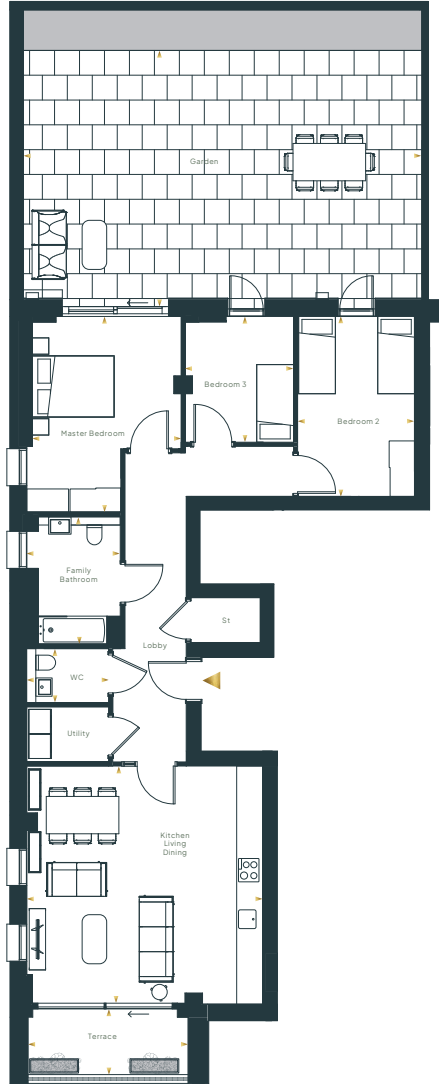 Garden
Bedroom 3
Bedroom 2
Master Bedroom
Family
Bathroom
St
Lobby
WC
Utility
Kitchen
Living
Dining
Terrace